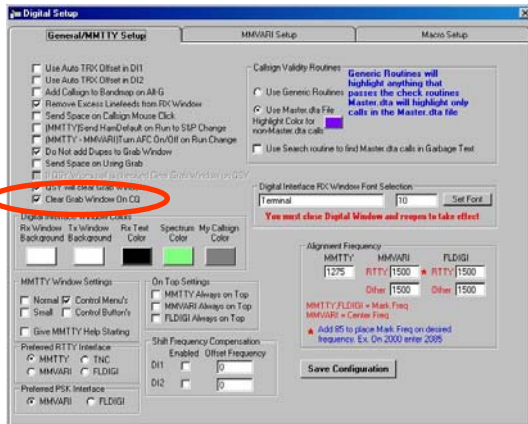 Digital Setup
General/MMTTY Setup
MMVARI Setup
Macro Setup
Use Auto TRX Offset in DI1
Use Auto TRX Offset in DI2
Add Callsign to Bandmap on Alt-G
Remove Excess Linefeeds from RX Window
Send Space on Callsign Mouse Click
(MMTTY)Send HamDefault on Run to S&P Change
(MMTTY - MMVARI)Turn AFC On/Off on Run Change
Do Not add Dupes to Grab Window
Send Space on Using Grab
QSY will clear Grab Window
Clear Grab Window On CQ
Callsign Validity Routines
Generic Routines will
highlight anything that
passes the check routines
Master.dta will highlight only
calls in the Master.dta file
Use Generic Routines
Use Master.dta File
Highlight Color for
non-Master.dta calls
Use Search routine to find Master.dta calls in Garbage Text
Digital Interface RX Window Font Selection
Terminal
10
Set Font
You must close Digital Window and reopen to take effect
Digital Interface Window Colors
Rx Window Background
Tx Window Background
Rx Text Color
Spectrum Color
My Callsign Color
MMTTY Window Settings
Normal
Control Menu's
Small
Control Button's
Give MMTTY Help Starting
On Top Settings
MMTTY Always on Top
MMVARI Always on Top
FLDIGI Always on Top
Preferred RTTY Interface
MMTTY
TNC
MMVARI
FLDIGI
Preferred PSK Interface
MMVARI
FLDIGI
Shift Frequency Compensation
Enabled Offset Frequency
DI1
0
DI2
0
Alignment Frequency
MMTTY MMVARI FLDIGI
1275 RTTY 1500 * RTTY 1500
Other 1500 Other 1500
MMTTY,FLDIGI = Mark Freq
MMVARI = Center Freq
* Add 85 to
place Mark Freq on desired
frequency. Ex. On 2000 enter 2085
Save Configuration